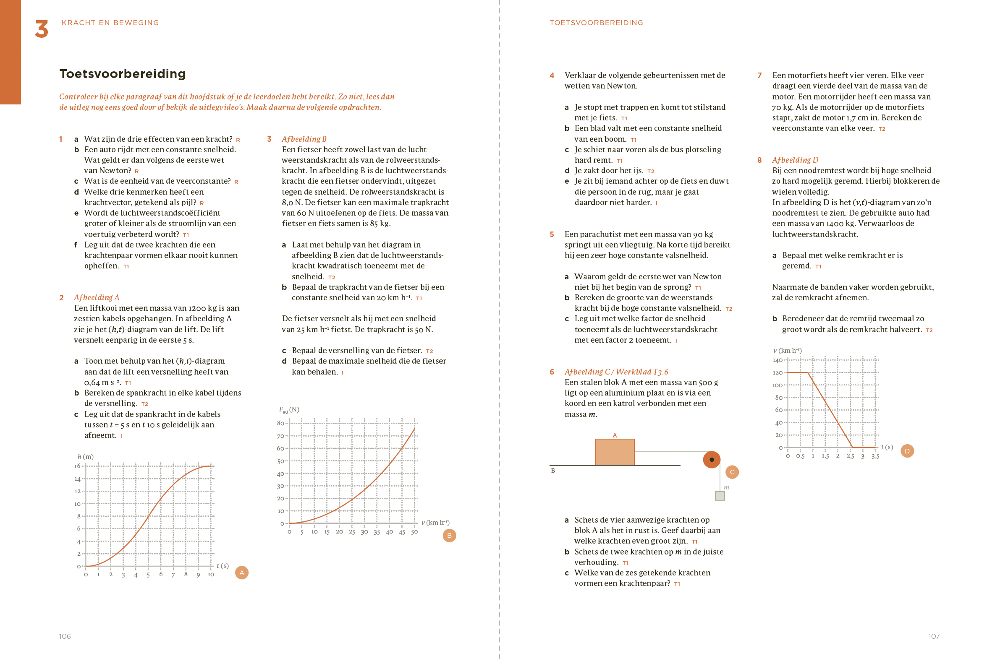 3 KRACHT EN BEWEGING
Toetsvoorbereiding
Controleer bij elke paragraaf van dit hoofdstuk of je de leerdoelen hebt bereikt. Zo niet, lees dan
de uitleg nog eens goed door of bekijk de uitlegvideo’s. Maak daarna de volgende opdrachten.
1 a Wat zijn de drie effecten van een kracht? R
b Een auto rijdt met een constante snelheid.
Wat geldt er dan volgens de eerste wet
van Newton? R
c Wat is de eenheid van de veerconstante? R
d Welke drie kenmerken heeft een
krachtvector, getekend als pijl? R
e Wordt de luchtweerstandscoëfficiënt
groter of kleiner als de stroomlijn van een
voertuig verbeterd wordt? T1
f Leg uit dat de twee krachten die een
krachtenpaar vormen elkaar nooit kunnen
opheffen. T1
2 Afbeelding A
Een liftkooi met een massa van 1200 kg is aan
zestien kabels opgehangen. In afbeelding A
zie je het (h,t)-diagram van de lift. De lift
versnelt eenparig in de eerste 5 s.
a Toon met behulp van het (h,t)-diagram
aan dat de lift een versnelling heeft van
0,64 m s⁻². T1
b Bereken de spankracht in elke kabel tijdens
de versnelling. T2
c Leg uit dat de spankracht in de kabels
tussen t = 5 s en t 10 s geleidelijk aan
afneemt. I
h (m)
16
14
12
10
8
6
4
2
0
0 1 2 3 4 5 6 7 8 9 10
t (s)
A
3 Afbeelding B
Een fietser heeft zowel last van de lucht-
weerstandskracht als van de rolweerstands-
kracht. In afbeelding B is de luchtweerstands-
kracht die een fietser ondervindt, uitgezet
tegen de snelheid. De rolweerstandskracht is
8,0 N. De fietser kan een maximale trapkracht
van 60 N uitoefenen op de fiets. De massa van
fietser en fiets samen is 85 kg.
a Laat met behulp van het diagram in
afbeelding B zien dat de luchtweerstands-
kracht kwadratisch toeneemt met de
snelheid. T2
b Bepaal de trapkracht van de fietser bij een
constante snelheid van 20 km h⁻¹. T1
De fietser versnelt als hij met een snelheid
van 25 km h⁻¹ fietst. De trapkracht is 50 N.
c Bepaal de versnelling van de fietser. T2
d Bepaal de maximale snelheid die de fietser
kan behalen. I
F w,l (N)
80
70
60
50
40
30
20
10
0
0 5 10 15 20 25 30 35 40 45 50
v (km h⁻¹)
B
106
TOETSVOORBEREIDING
4 Verklaar de volgende gebeurtenissen met de
wetten van Newton.
a Je stopt met trappen en komt tot stilstand
met je fiets. T1
b Een blad valt met een constante snelheid
van een boom. T1
c Je schiet naar voren als de bus plotseling
hard remt. T1
d Je zakt door het ijs. T2
e Je zit bij iemand achter op de fiets en duwt
die persoon in de rug, maar je gaat
daardoor niet harder. I
5 Een parachutist met een massa van 90 kg
springt uit een vliegtuig. Na korte tijd bereikt
hij een zeer hoge constante valsnelheid.
a Waarom geldt de eerste wet van Newton
niet bij het begin van de sprong? T1
b Bereken de grootte van de weerstands-
kracht bij de hoge constante valsnelheid. T2
c Leg uit met welke factor de snelheid
toeneemt als de luchtweerstandskracht
met een factor 2 toeneemt. I
6 Afbeelding C / Werkblad T3.6
Een stalen blok A met een massa van 500 g
ligt op een aluminium plaat en is via een
koord en een katrol verbonden met een
massa m.
A
B
C
m
a Schets de vier aanwezige krachten op
blok A als het in rust is. Geef daarbij aan
welke krachten even groot zijn. T1
b Schets de twee krachten op m in de juiste
verhouding. T1
c Welke van de zes getekende krachten
vormen een krachtenpaar? T1
7 Een motorfiets heeft vier veren. Elke veer
draagt een vierde deel van de massa van de
motor. Een motorrijder heeft een massa van
70 kg. Als de motorrijder op de motorfiets
stapt, zakt de motor 1,7 cm in. Bereken de
veerconstante van elke veer. T2
8 Afbeelding D
Bij een noodremtest wordt bij hoge snelheid
zo hard mogelijk geremd. Hierbij blokkeren de
wielen volledig.
In afbeelding D is het (v,t)-diagram van zo’n
noodremtest te zien. De gebruikte auto had
een massa van 1400 kg. Verwaarloos de
luchtweerstandskracht.
a Bepaal met welke remkracht er is
geremd. T1
Naarmate de banden vaker worden gebruikt,
zal de remkracht afnemen.
b Beredeneer dat de remtijd tweemaal zo
groot wordt als de remkracht halveert. T2
v (km h⁻¹)
140
120
100
80
60
40
20
0
0 0,5 1 1,5 2 2,5 3 3,5
t (s)
D
107